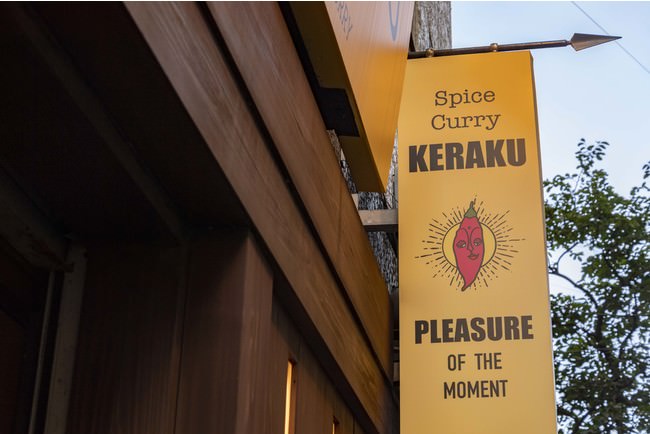 Spice
Curry
KERAKU
PLEASURE
OF THE
MOMENT